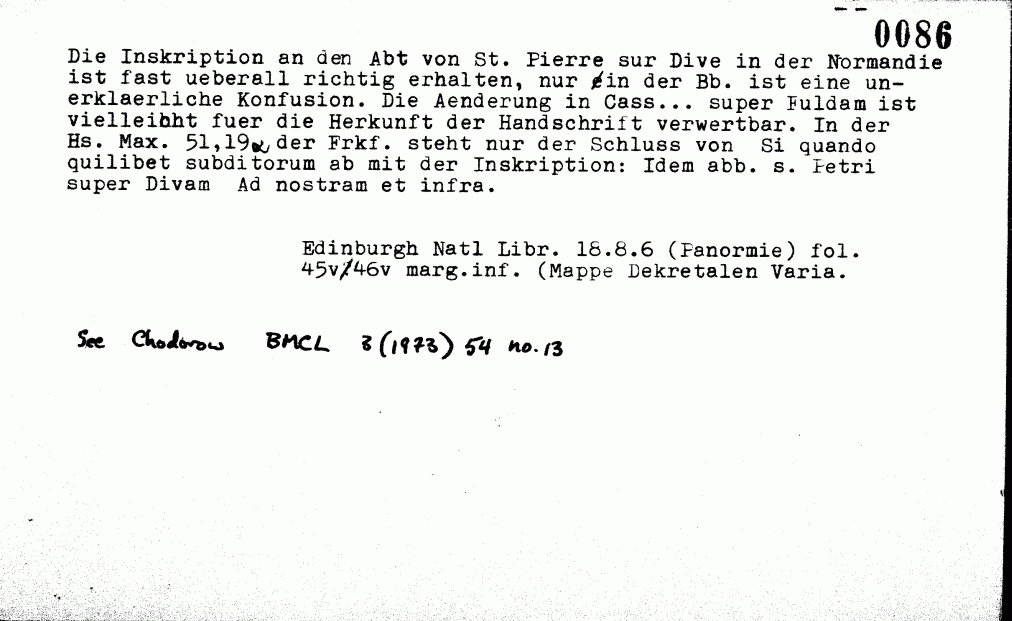 0086
Die Inskription an den Abt von St. Pierre sur Dive in der Normandie
ist fast ueberall richtig erhalten, nur in der Bb. ist eine un-
erklaerliche Konfusion. Die Aenderung in Cass... super Fuldam ist
vielleicht fuer die Herkunft der Handschrift verwertbar. In der
Hs. Max. 51,19 der Frkf. steht nur der Schluss von Si quando
quilibet subditorum ab mit der Inskription: Idem abb. s. Petri
super Divam Ad nostram et infra.
Edinburgh Natl Libr. 18.8.6 (Panormie) fol.
45v/46v marg.inf. (Mappe Dekretalen Varia.
See Chodorow BMCL 3 (1973) 54 no. 13